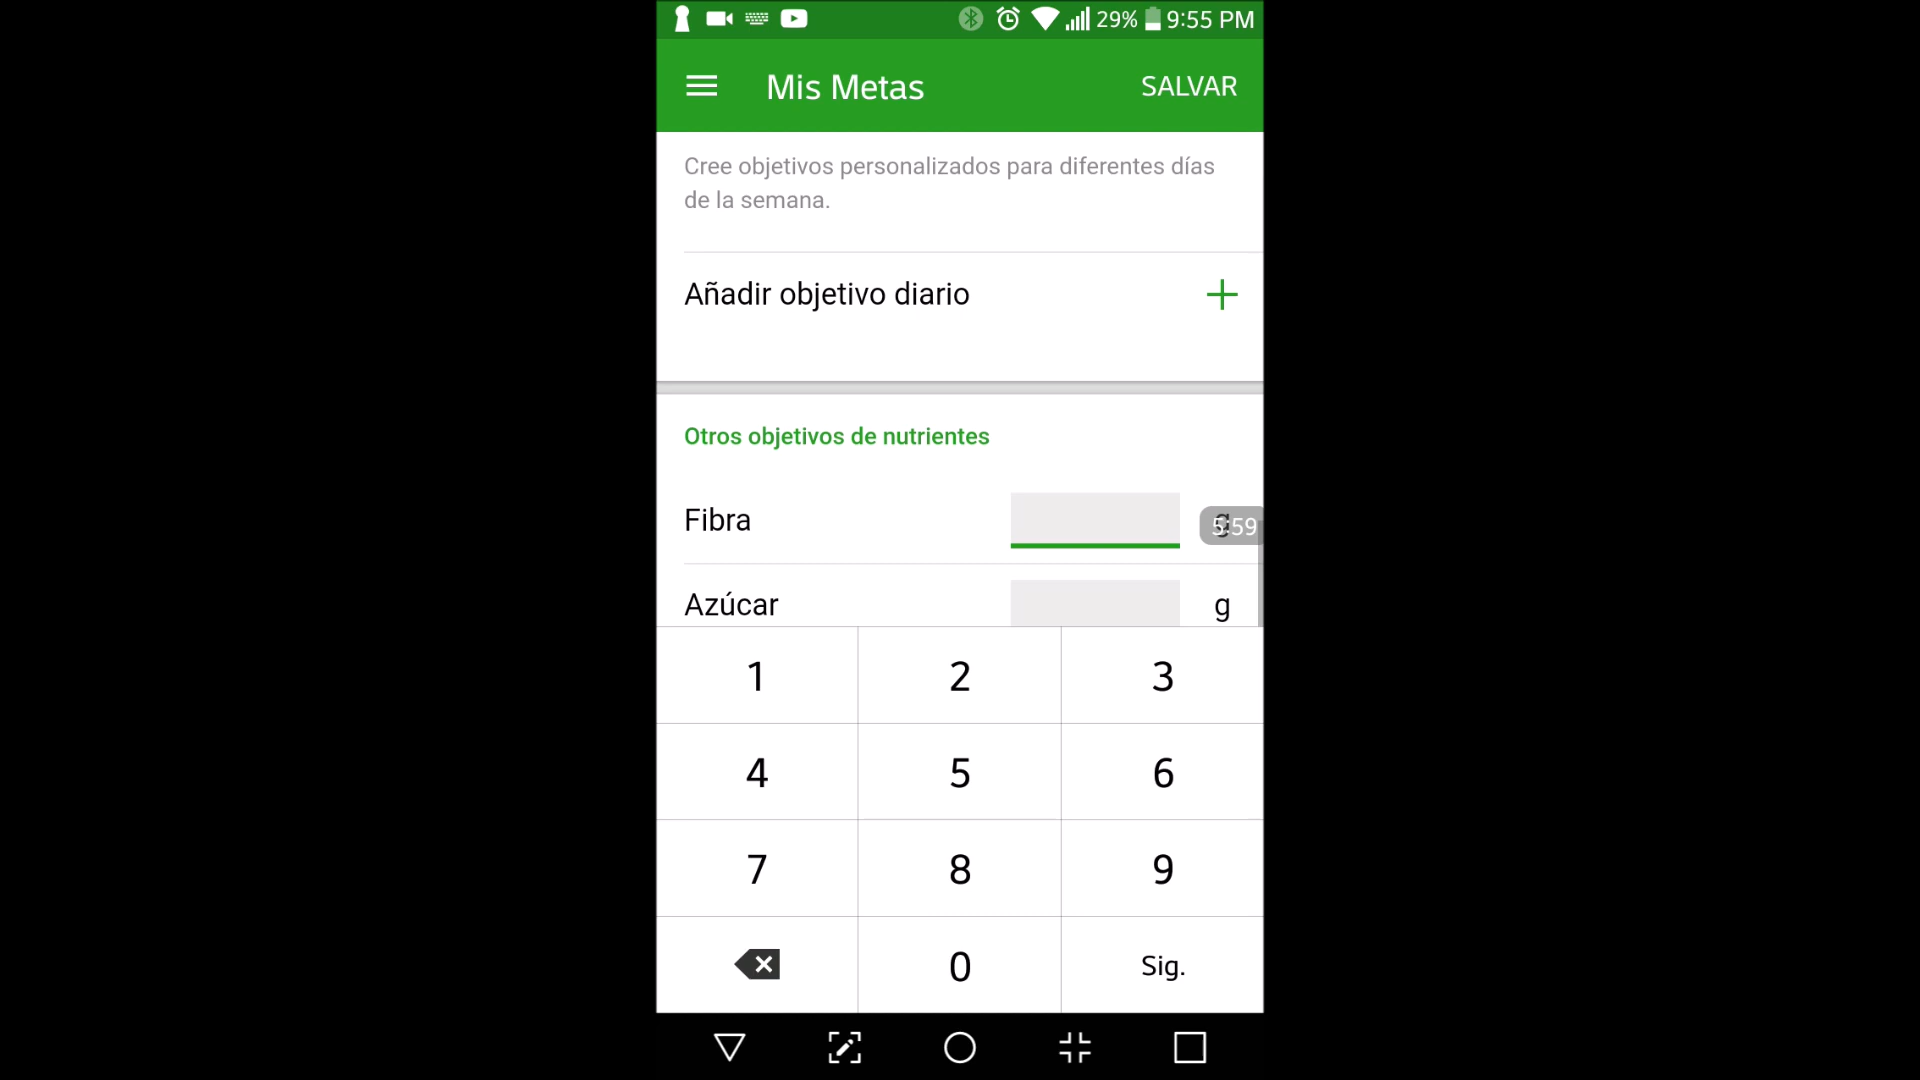 29% 9:55 PM
Mis Metas SALVAR
Cree objetivos personalizados para diferentes días
de la semana.
Añadir objetivo diario
Otros objetivos de nutrientes
Fibra g
5:59
Azúcar g
1 2 3
4 5 6
7 8 9
0 Sig.